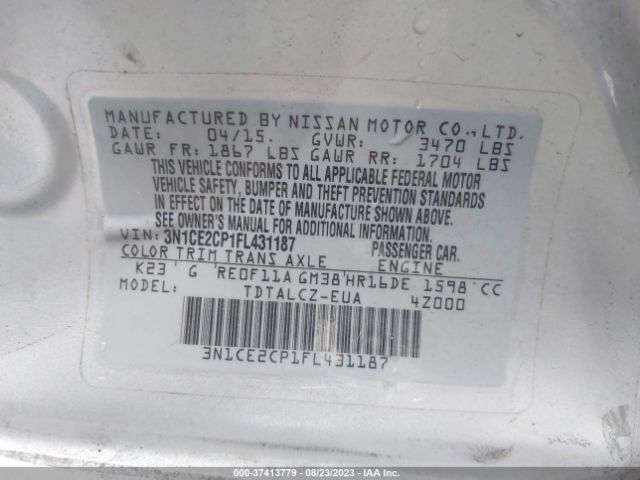 MANUFACTURED BY NISSAN MOTOR CO.,LTD.
DATE: 04/15. GVWR: 3470 LBS
GAWR FR: 1867 LBS GAWR RR: 1704 LBS
THIS VEHICLE CONFORMS TO ALL APPLICABLE FEDERAL MOTOR
VEHICLE SAFETY, BUMPER AND THEFT PREVENTION STANDARDS
IN EFFECT ON THE DATE OF MANUFACTURE SHOWN ABOVE.
SEE OWNER'S MANUAL FOR ADDITIONAL INFORMATION.
VIN: 3N1CE2CP1FL431187 PASSENGER CAR.
COLOR TRIM TRANS AXLE ENGINE
K23 G RE0F11A GM38 HR16DE 1598 CC
MODEL: TDTALCZ-EUA 4Z000
3N1CE2CP1FL431187
000-37413779 - 08/23/2023 - IAA Inc.